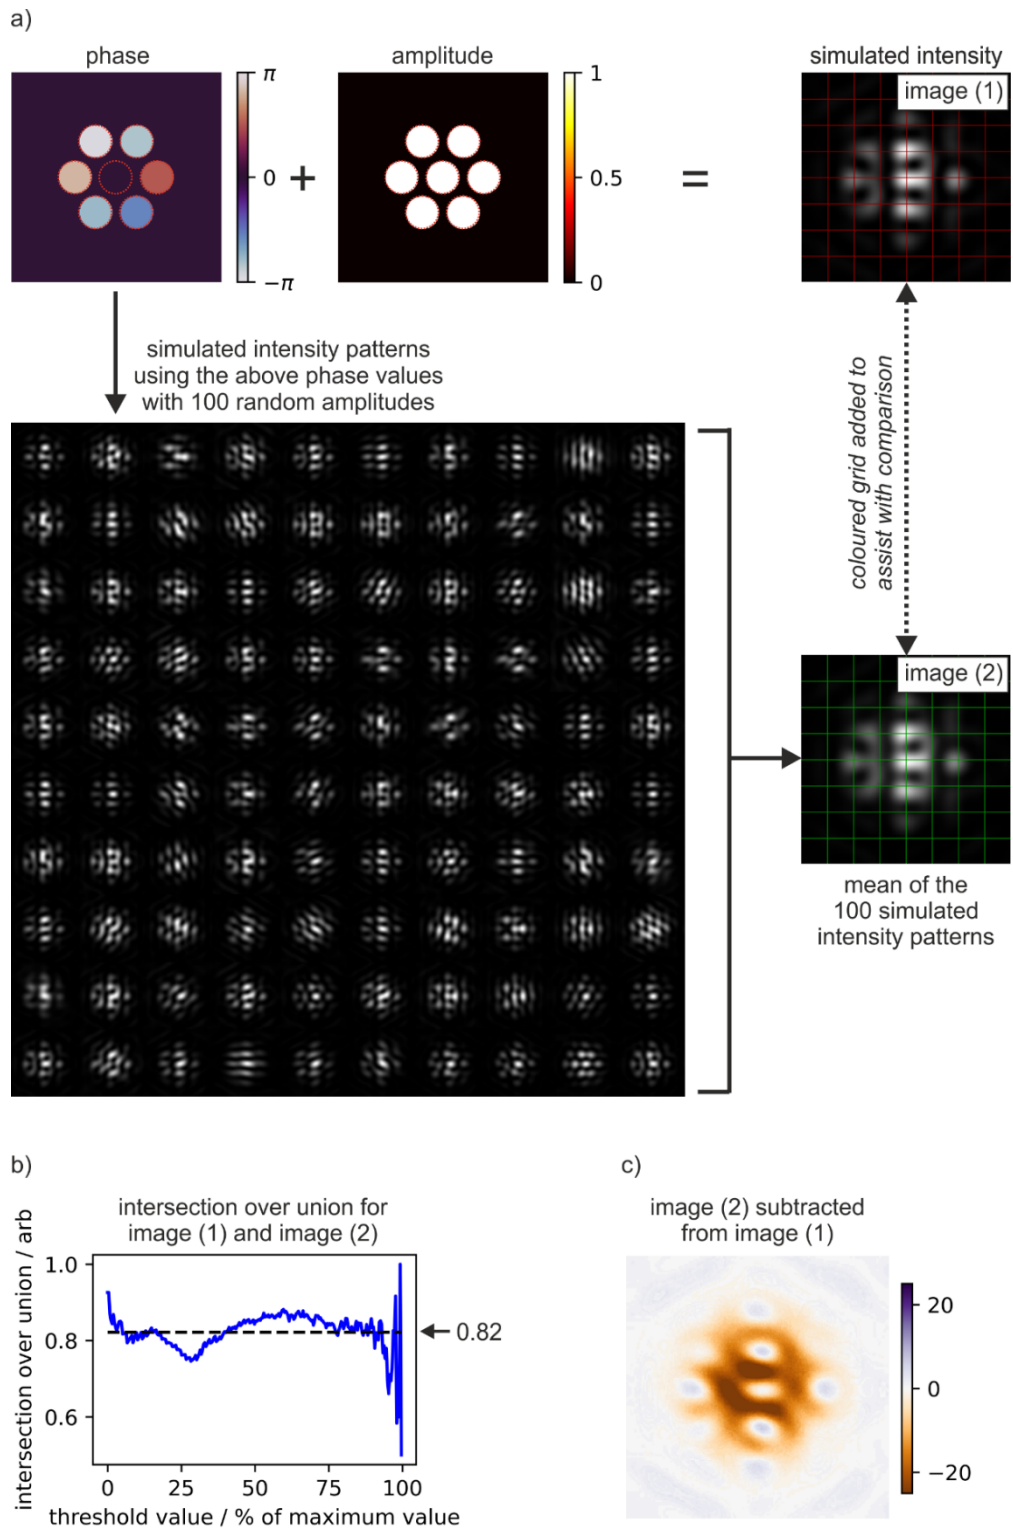 a)
phase
amplitude
simulated intensity
π
0
−π
+
1
0.5
0
=
image (1)
simulated intensity patterns
using the above phase values
with 100 random amplitudes
coloured grid added to
assist with comparison
image (2)
mean of the
100 simulated
intensity patterns
b)
intersection over union for
image (1) and image (2)
intersection over union / arb
1.0
0.8
0.6
0.82
0
25
50
75
100
threshold value / % of maximum value
c)
image (2) subtracted
from image (1)
20
0
−20